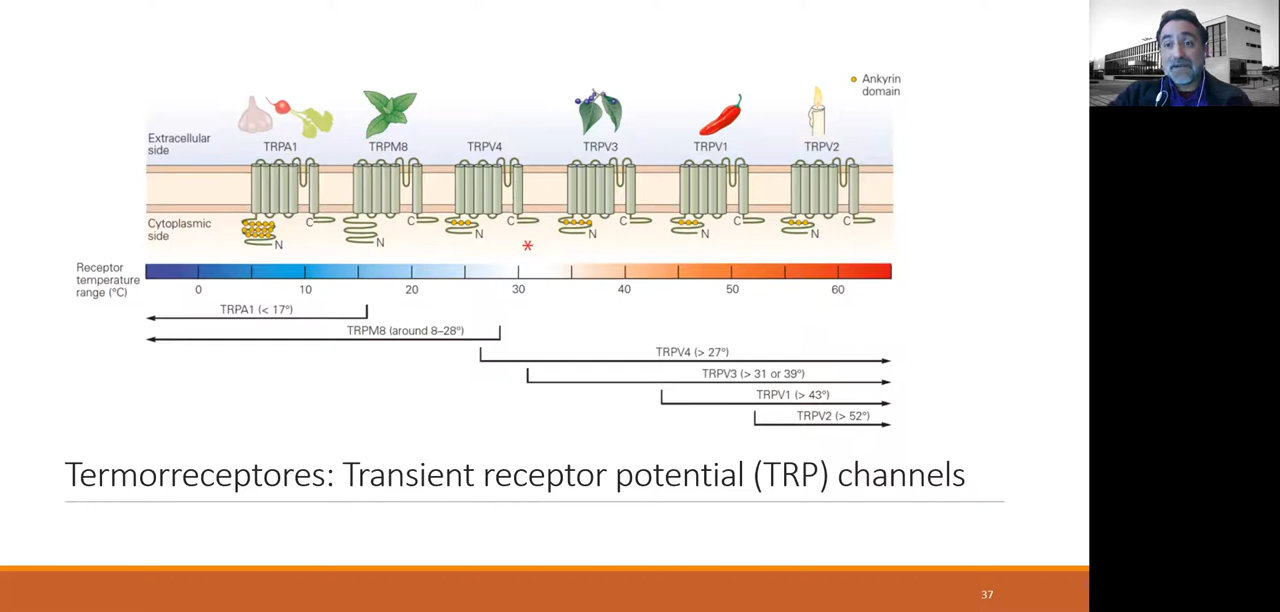 Ankyrin
domain
Extracellular
side
TRPA1
TRPM8
TRPV4
TRPV3
TRPV1
TRPV2
Cytoplasmic
side
N
C
N
C
N
C
N
C
N
C
N
C
*
Receptor
temperature
range (°C)
0
10
20
30
40
50
60
TRPA1 (< 17°)
TRPM8 (around 8–28°)
TRPV4 (> 27°)
TRPV3 (> 31 or 39°)
TRPV1 (> 43°)
TRPV2 (> 52°)
Termorreceptores: Transient receptor potential (TRP) channels
37